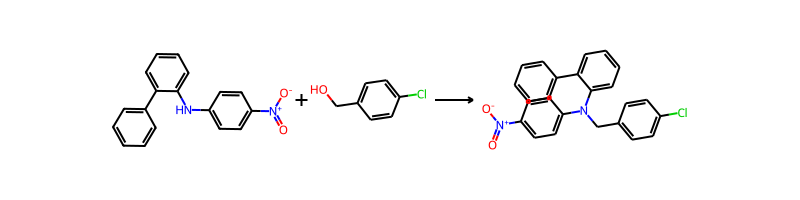 HN
N+
O-
O
+
HO
Cl
O-
N+
O
N
Cl